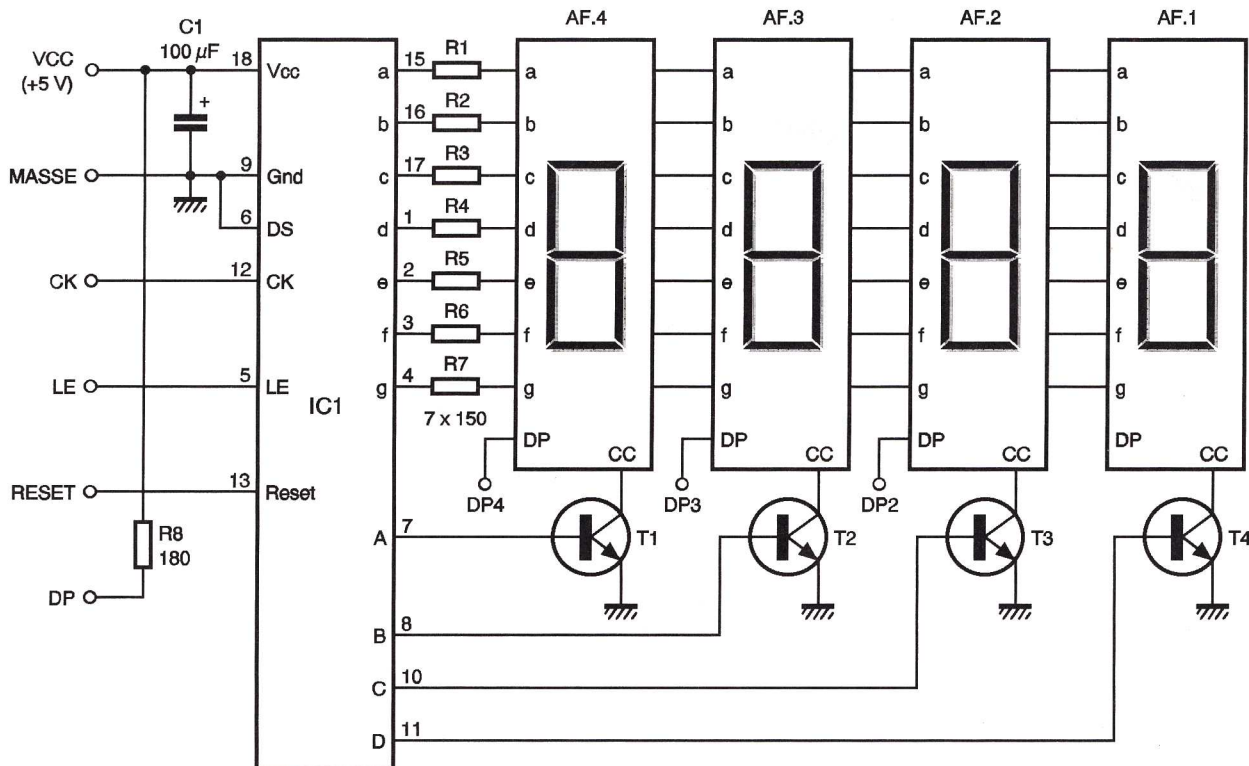 AF.4 AF.3 AF.2 AF.1
C1
100 µF
VCC
(+5 V)
18 Vcc a 15 R1 a a a a
+
b 16 R2 b b b b
MASSE 9 Gnd c 17 R3 c c c c
6 DS d 1 R4 d d d d
CK 12 CK e 2 R5 e e e e
f 3 R6 f f f f
LE 5 LE g 4 R7 g g g g
IC1
7 x 150
DP DP DP
CC CC CC CC
RESET 13 Reset
DP4 DP3 DP2
R8
180
A 7 T1 T2 T3 T4
DP
B 8
C 10
D 11